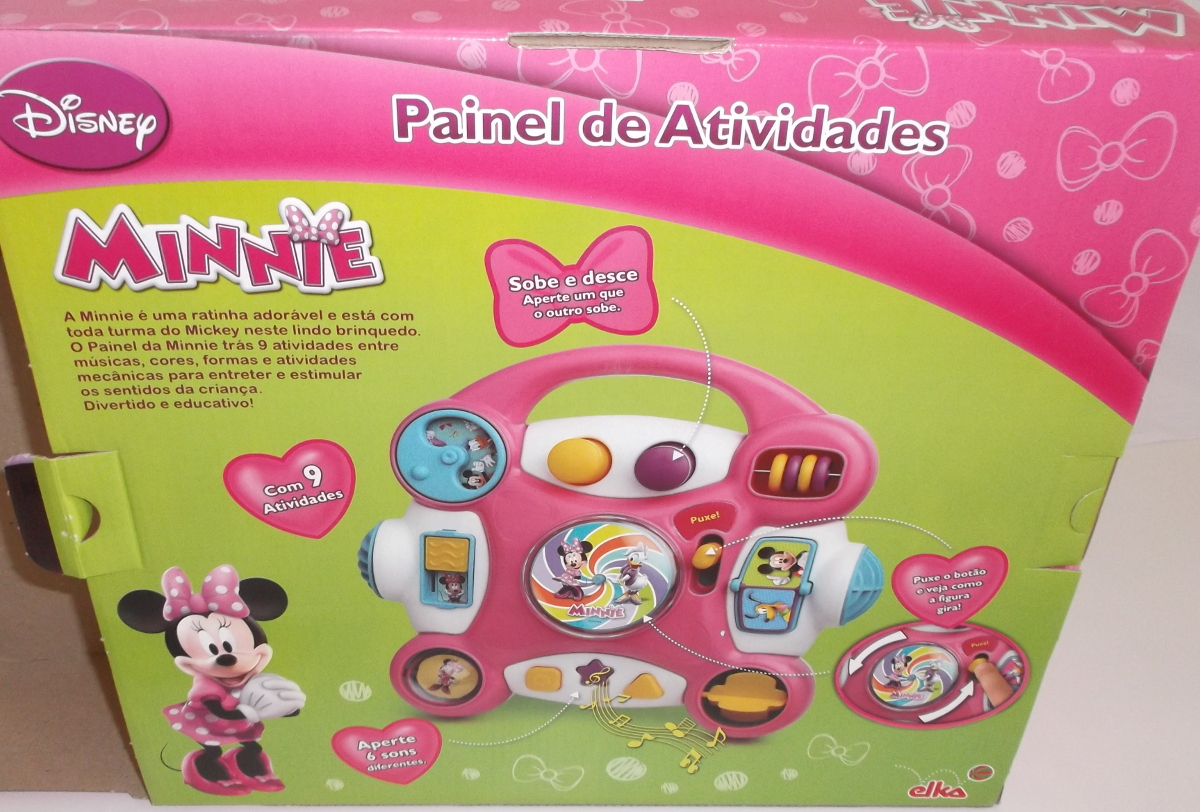 MINNIE
Disney
Painel de Atividades
MINNIE
A Minnie é uma ratinha adorável e está com
toda turma do Mickey neste lindo brinquedo.
O Painel da Minnie trás 9 atividades entre
músicas, cores, formas e atividades
mecânicas para entreter e estimular
os sentidos da criança.
Divertido e educativo!
Sobe e desce
Aperte um que
o outro sobe.
Com 9
Atividades
Puxe!
MINNIE
Puxe o botão
e veja como
a figura
gira!
Puxe!
MINNIE
Aperte
6 sons
diferentes.
elka